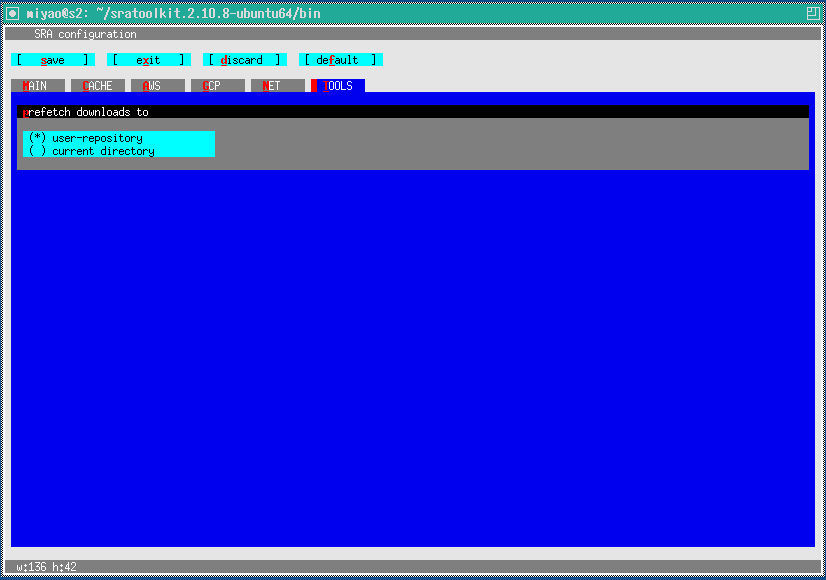 miyao@s2: ~/sratoolkit.2.10.8-ubuntu64/bin
SRA configuration
[ save ] [ exit ] [ discard ] [ default ]
MAIN CACHE AWS GCP NET TOOLS
prefetch downloads to
(*) user-repository
( ) current directory
w:136 h:42